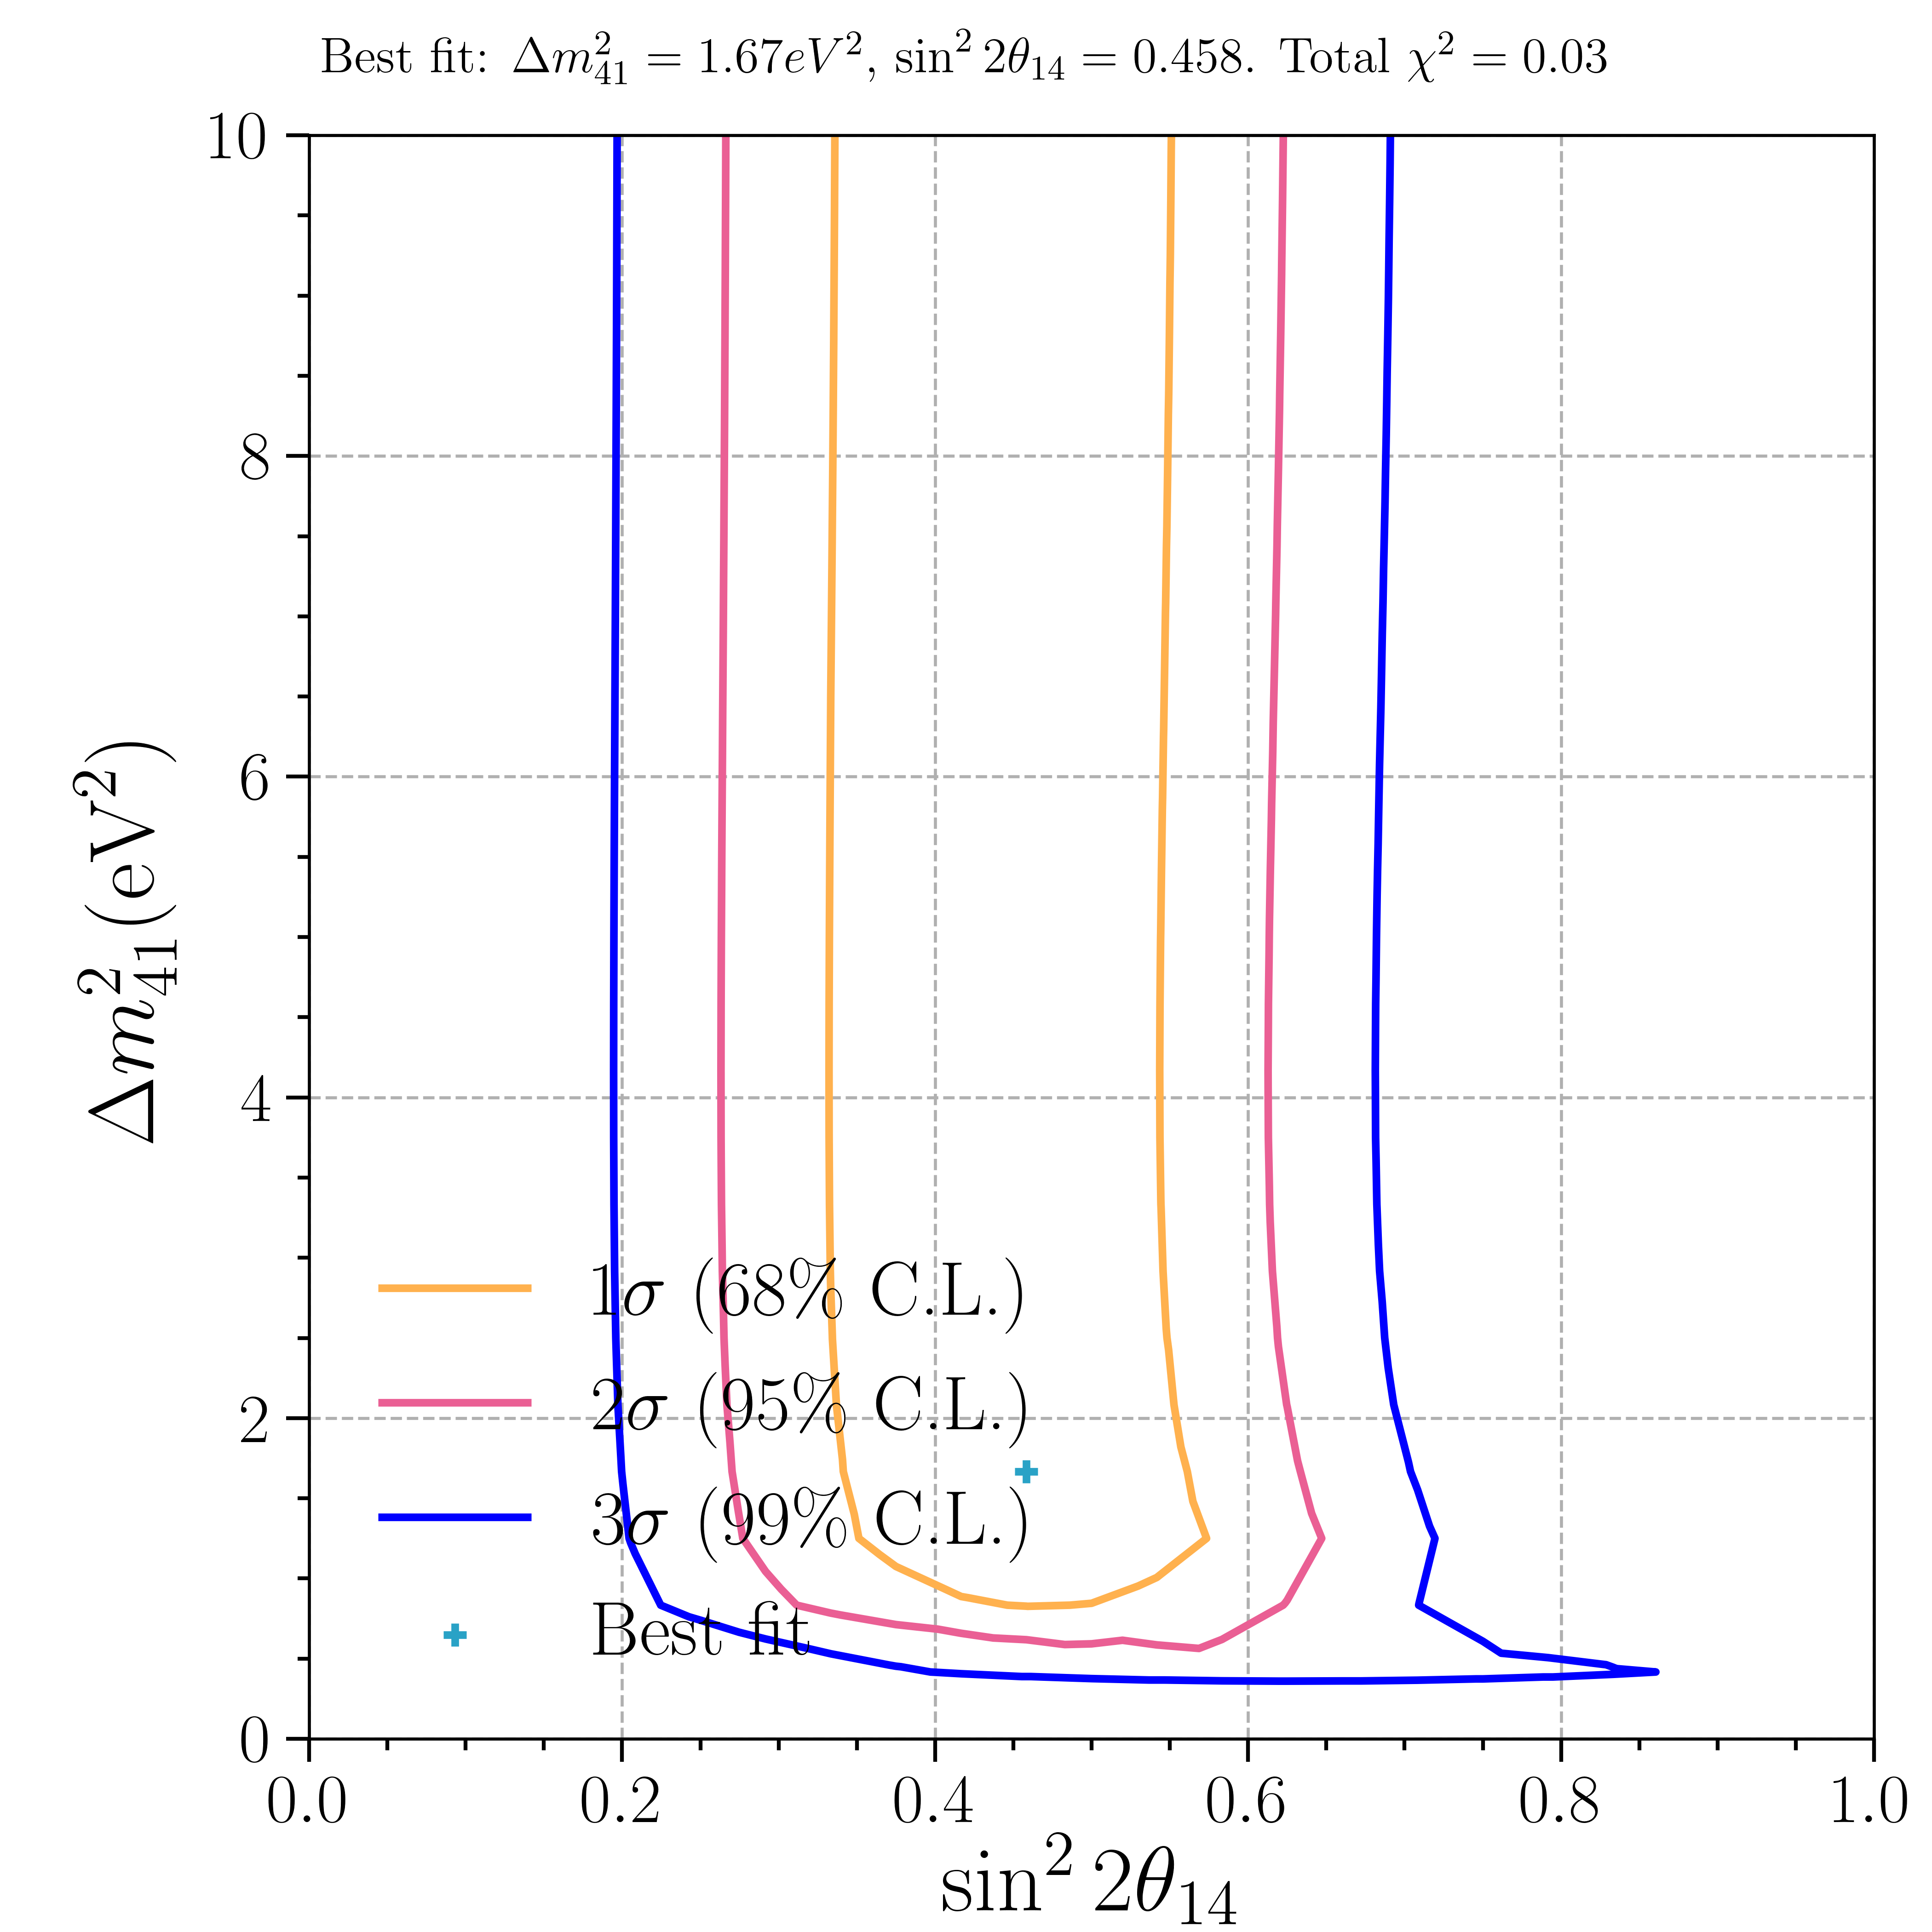 Best fit: Δm²₄₁ = 1.67eV², sin² 2θ₁₄ = 0.458. Total χ² = 0.03
10
8
6
4
2
0
Δm²₄₁(eV²)
1σ (68% C.L.)
2σ (95% C.L.)
3σ (99% C.L.)
Best fit
0.0 0.2 0.4 0.6 0.8 1.0
sin² 2θ₁₄